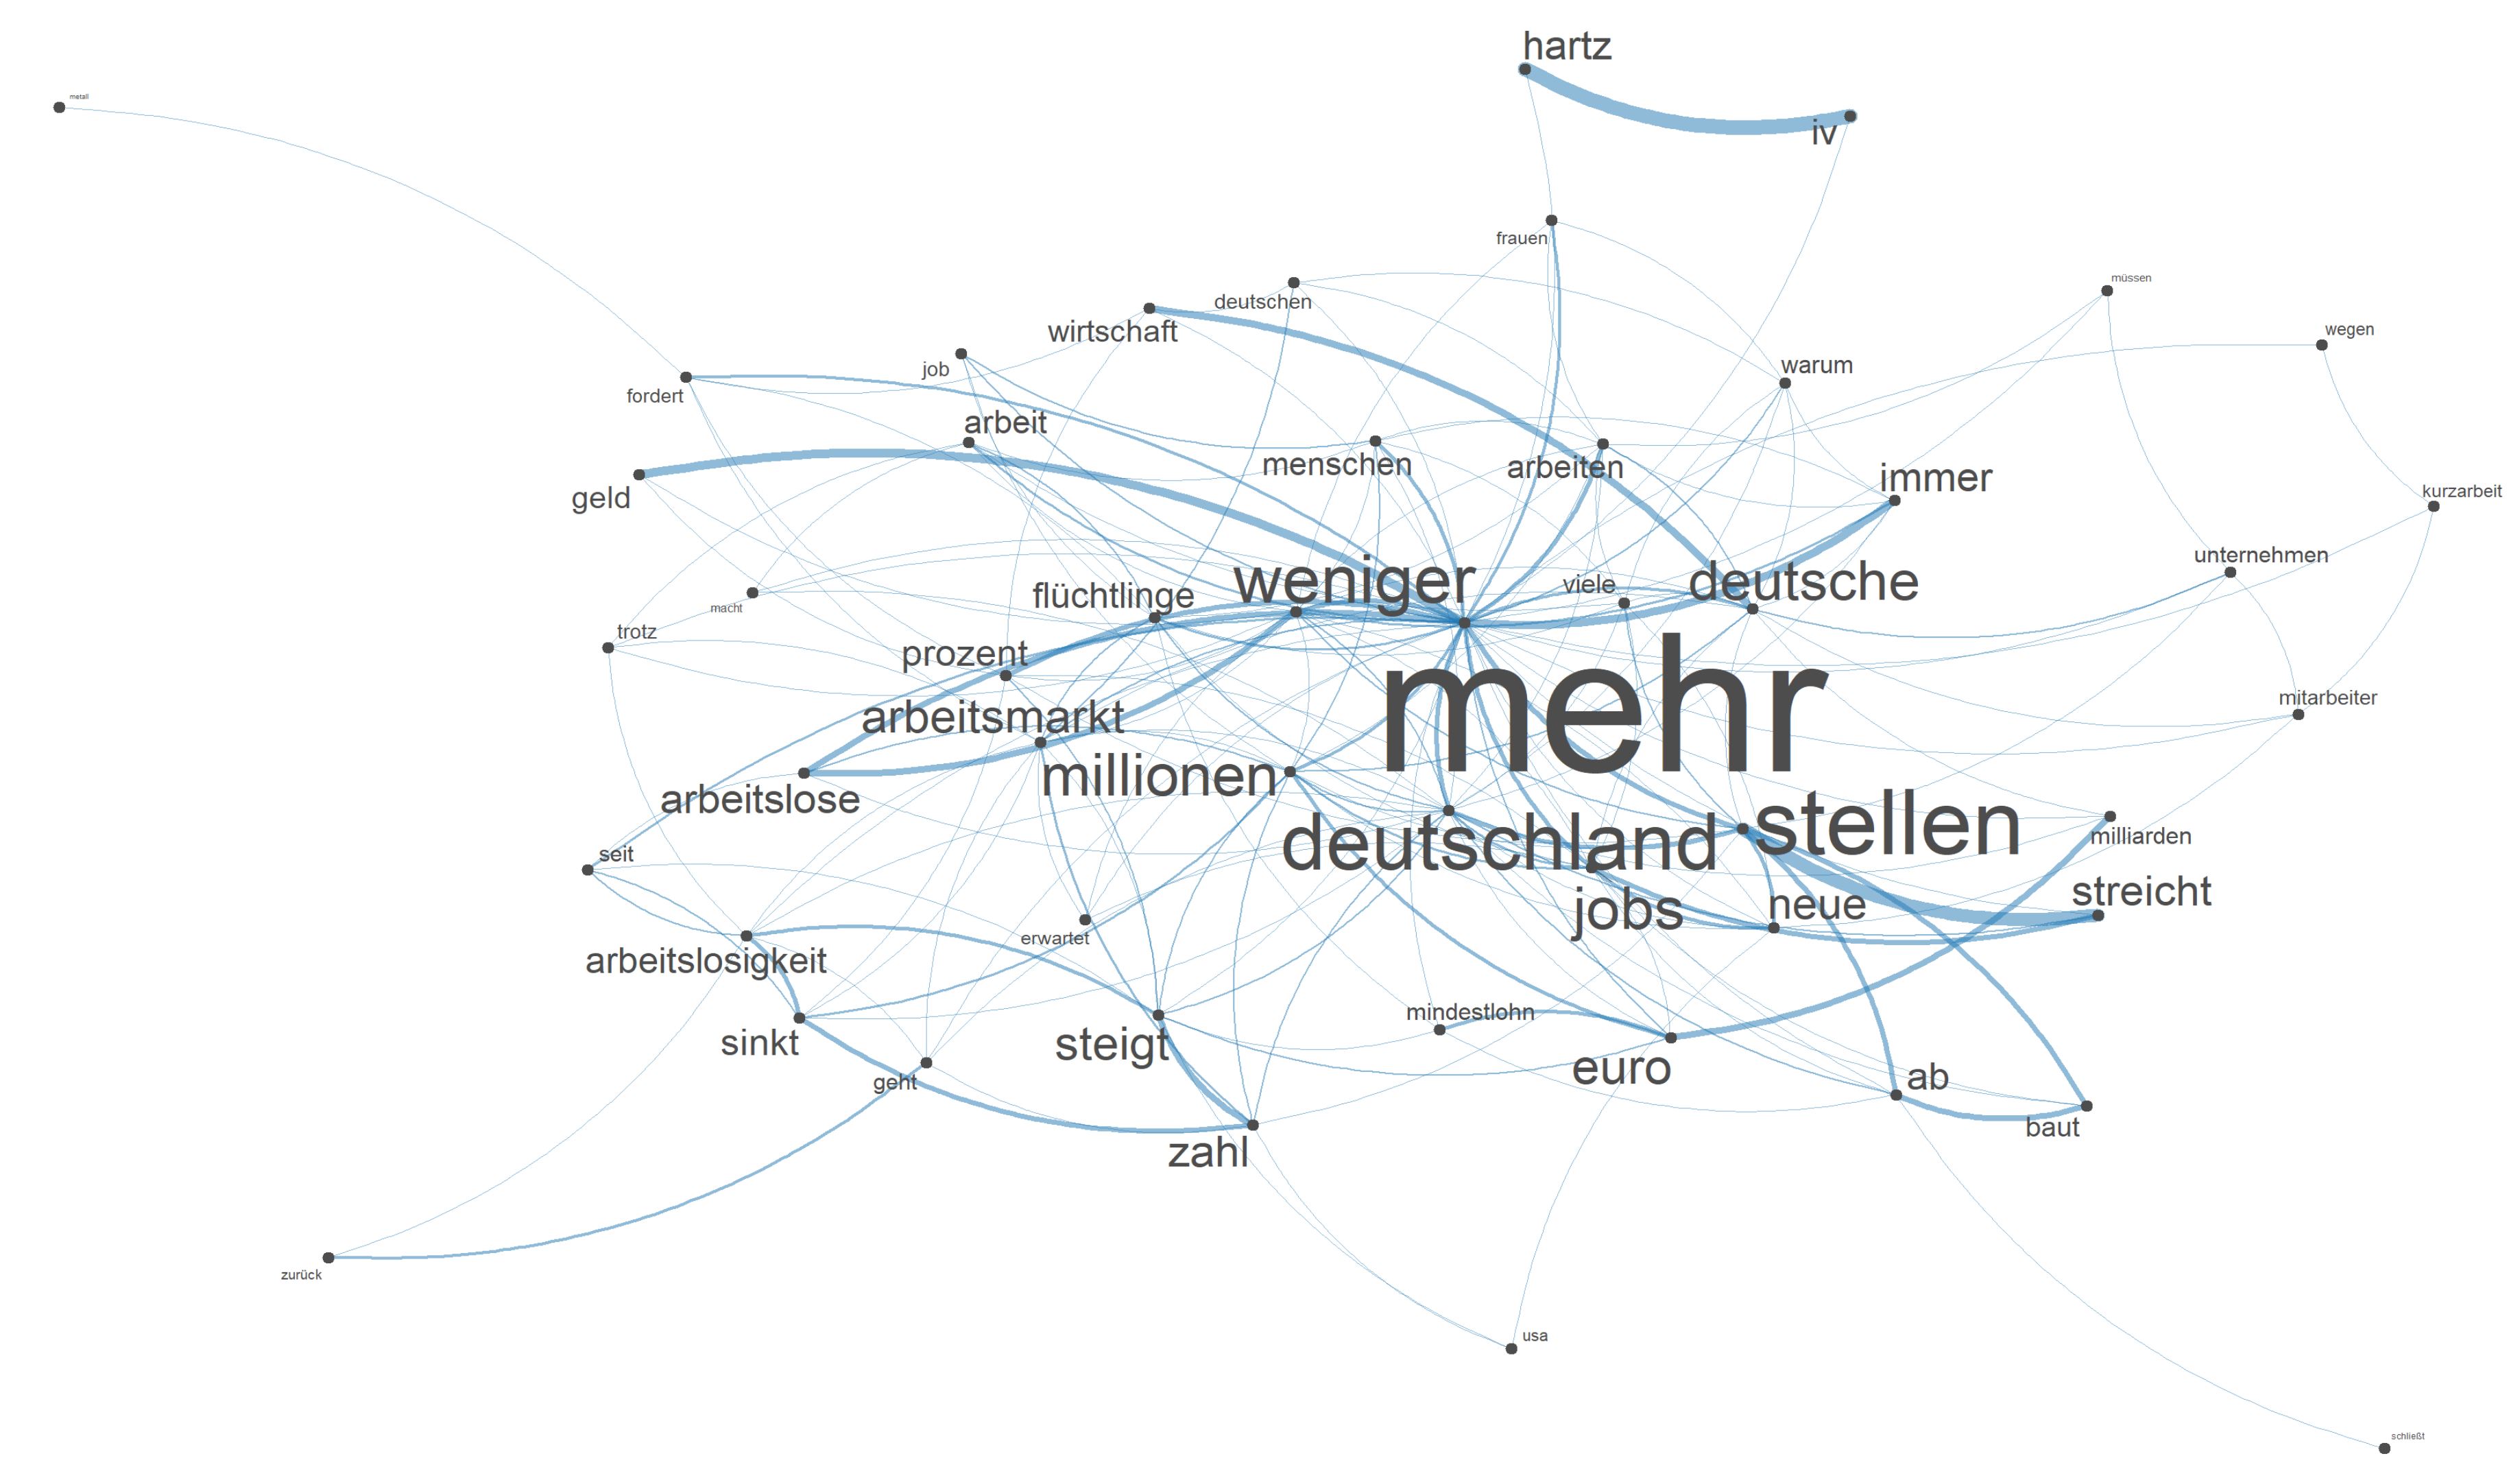 hartz
metall
iv
frauen
müssen
deutschen
wegen
wirtschaft
warum
job
fordert
arbeit
menschen
arbeiten
immer
kurzarbeit
geld
unternehmen
weniger
viele
deutsche
flüchtlinge
macht
trotz
prozent
mitarbeiter
mehr
arbeitsmarkt
millionen
arbeitslose
stellen
milliarden
deutschland
seit
streicht
neue
jobs
erwartet
arbeitslosigkeit
mindestlohn
sinkt
steigt
euro
ab
geht
baut
zahl
zurück
usa
schließt